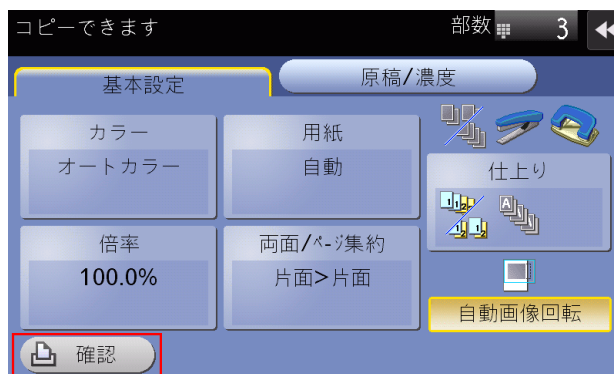 コピーできます
部数 3
基本設定
原稿/濃度
カラー
オートカラー
用紙
自動
仕上り
倍率
100.0%
両面/ページ集約
片面>片面
自動画像回転
確認